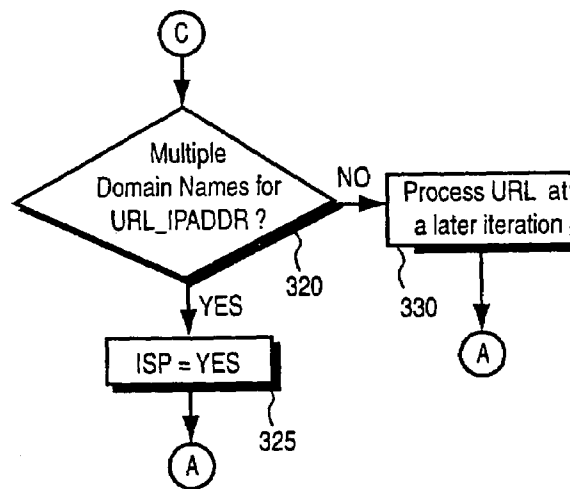 C
Multiple
Domain Names for
URL_IPADDR ?
NO
Process URL at
a later iteration
320
330
YES
ISP = YES
A
325
A